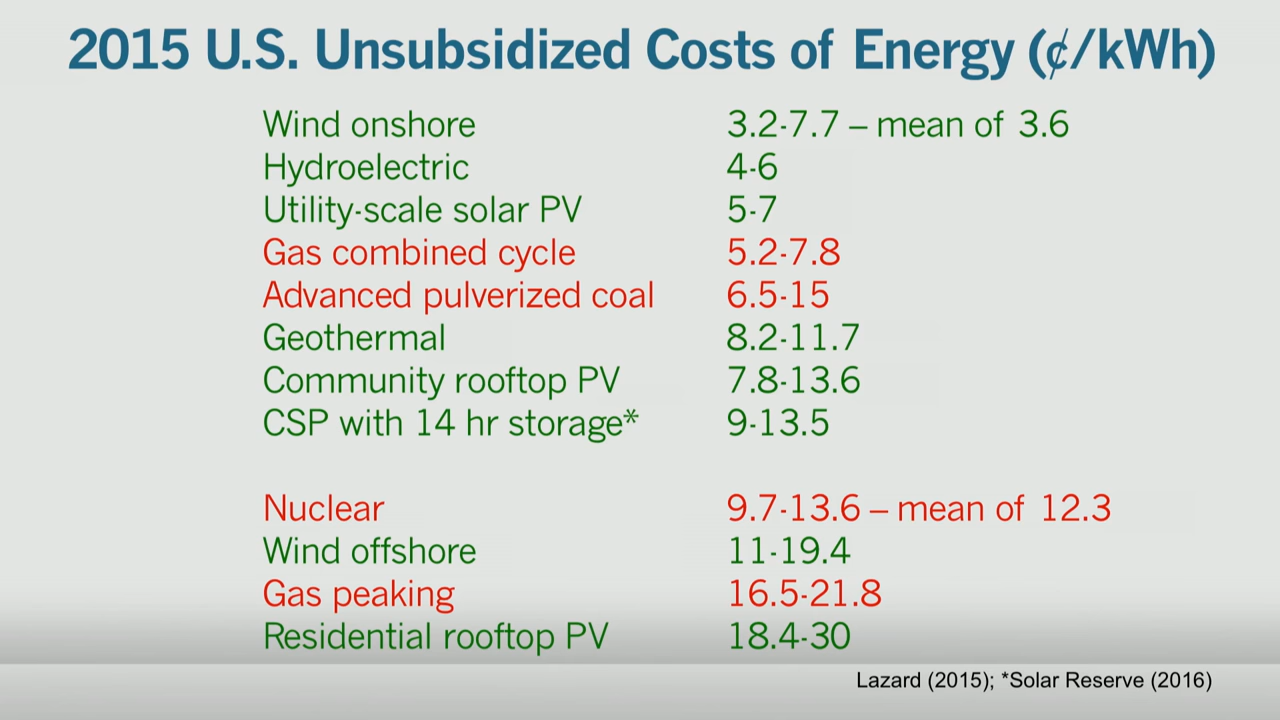 2015 U.S. Unsubsidized Costs of Energy (¢/kWh)
Wind onshore 3.2-7.7 – mean of 3.6
Hydroelectric 4-6
Utility-scale solar PV 5-7
Gas combined cycle 5.2-7.8
Advanced pulverized coal 6.5-15
Geothermal 8.2-11.7
Community rooftop PV 7.8-13.6
CSP with 14 hr storage* 9-13.5
Nuclear 9.7-13.6 – mean of 12.3
Wind offshore 11-19.4
Gas peaking 16.5-21.8
Residential rooftop PV 18.4-30
Lazard (2015); *Solar Reserve (2016)